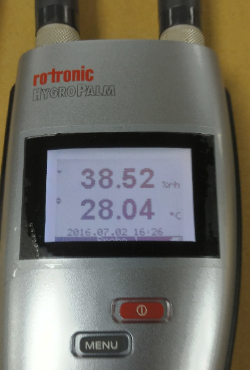 rotronic
HYGROPALM
38.52 %rh
28.04 °C
2016.07.02 16:26
MENU